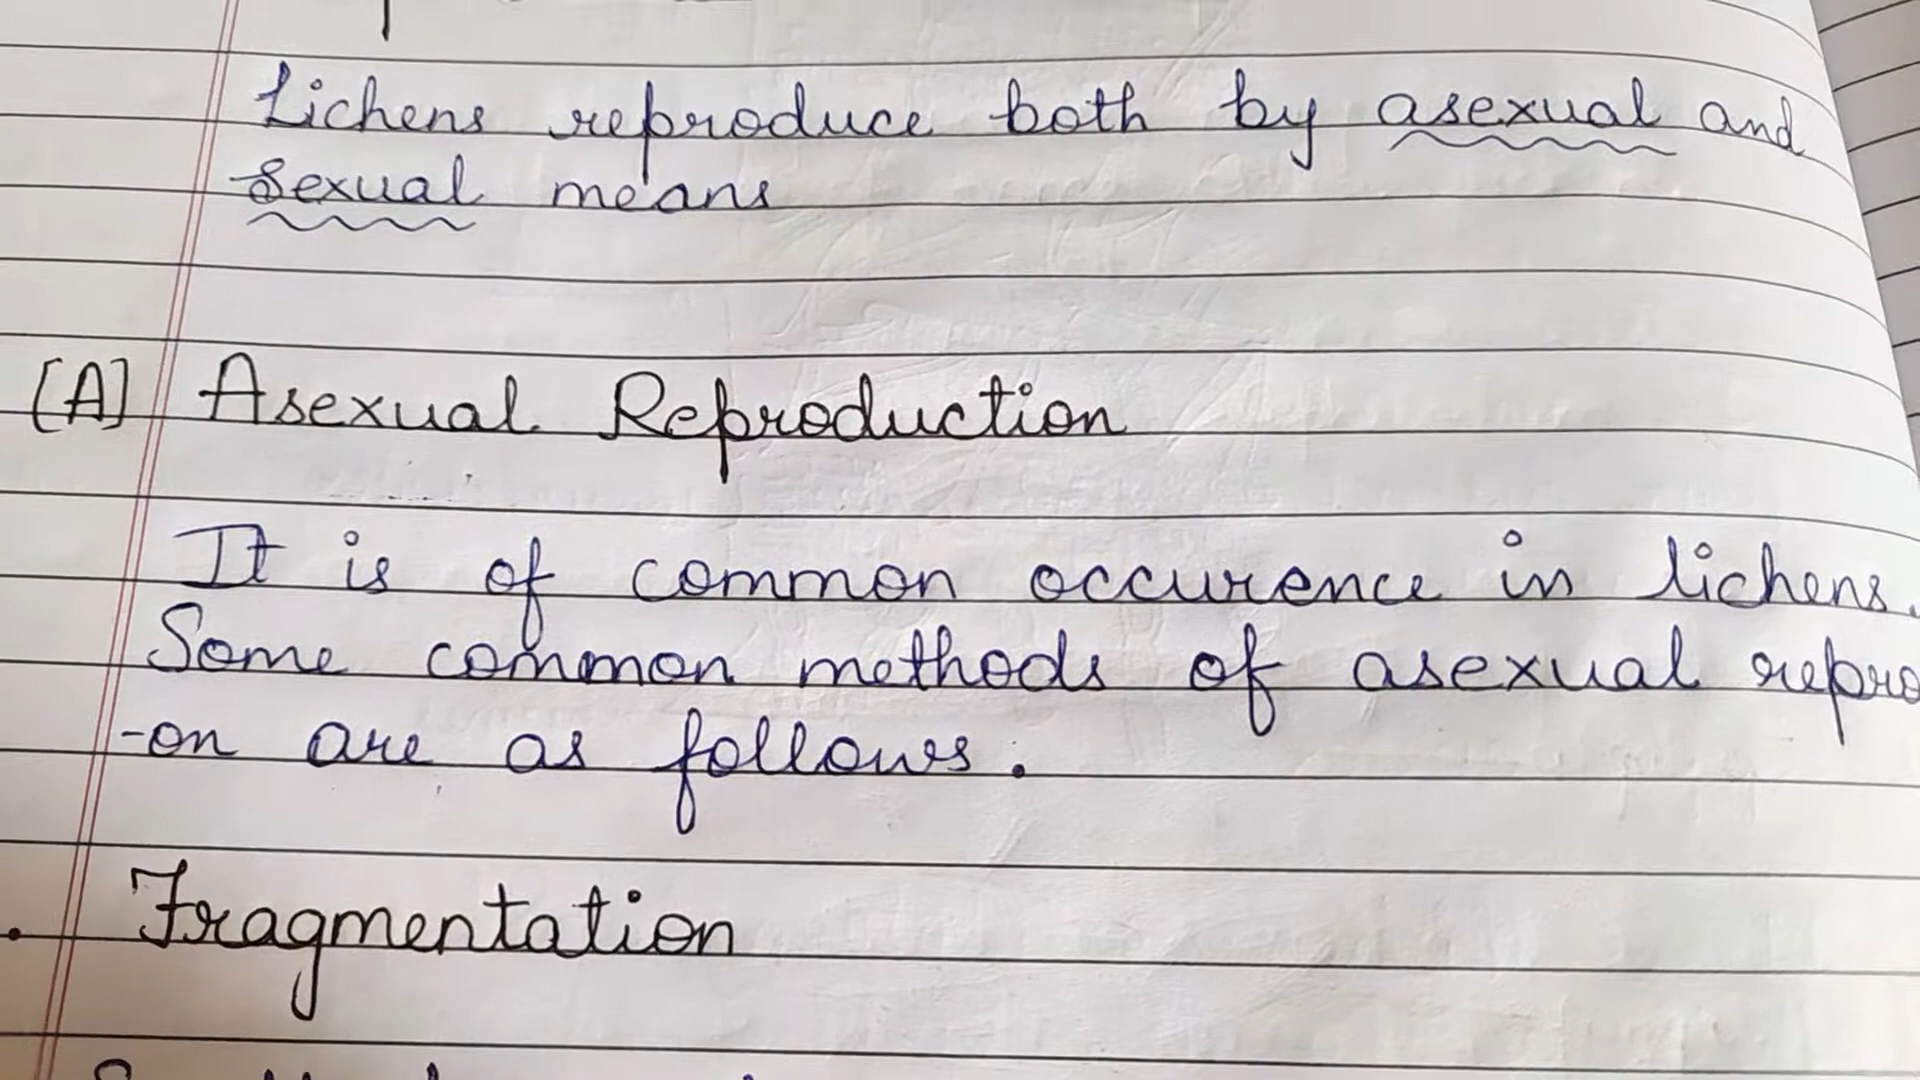 Lichens reproduce both by asexual and
sexual means
[A] Asexual Reproduction
It is of common occurence in lichens.
Some common methods of asexual repro
-on are as follows.
. Fragmentation